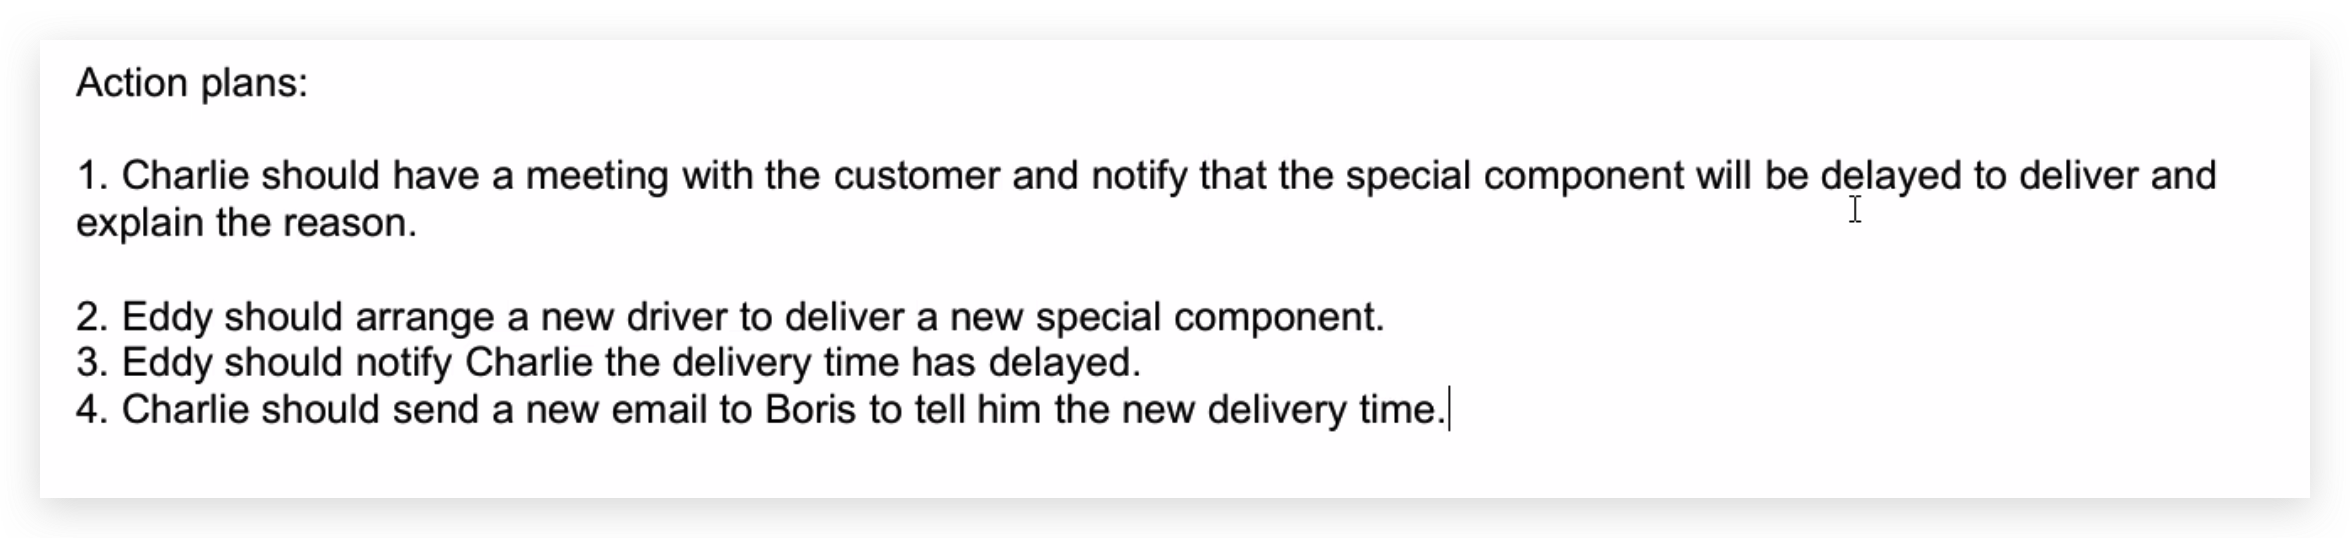 Action plans:
1. Charlie should have a meeting with the customer and notify that the special component will be delayed to deliver and
explain the reason.
2. Eddy should arrange a new driver to deliver a new special component.
3. Eddy should notify Charlie the delivery time has delayed.
4. Charlie should send a new email to Boris to tell him the new delivery time.